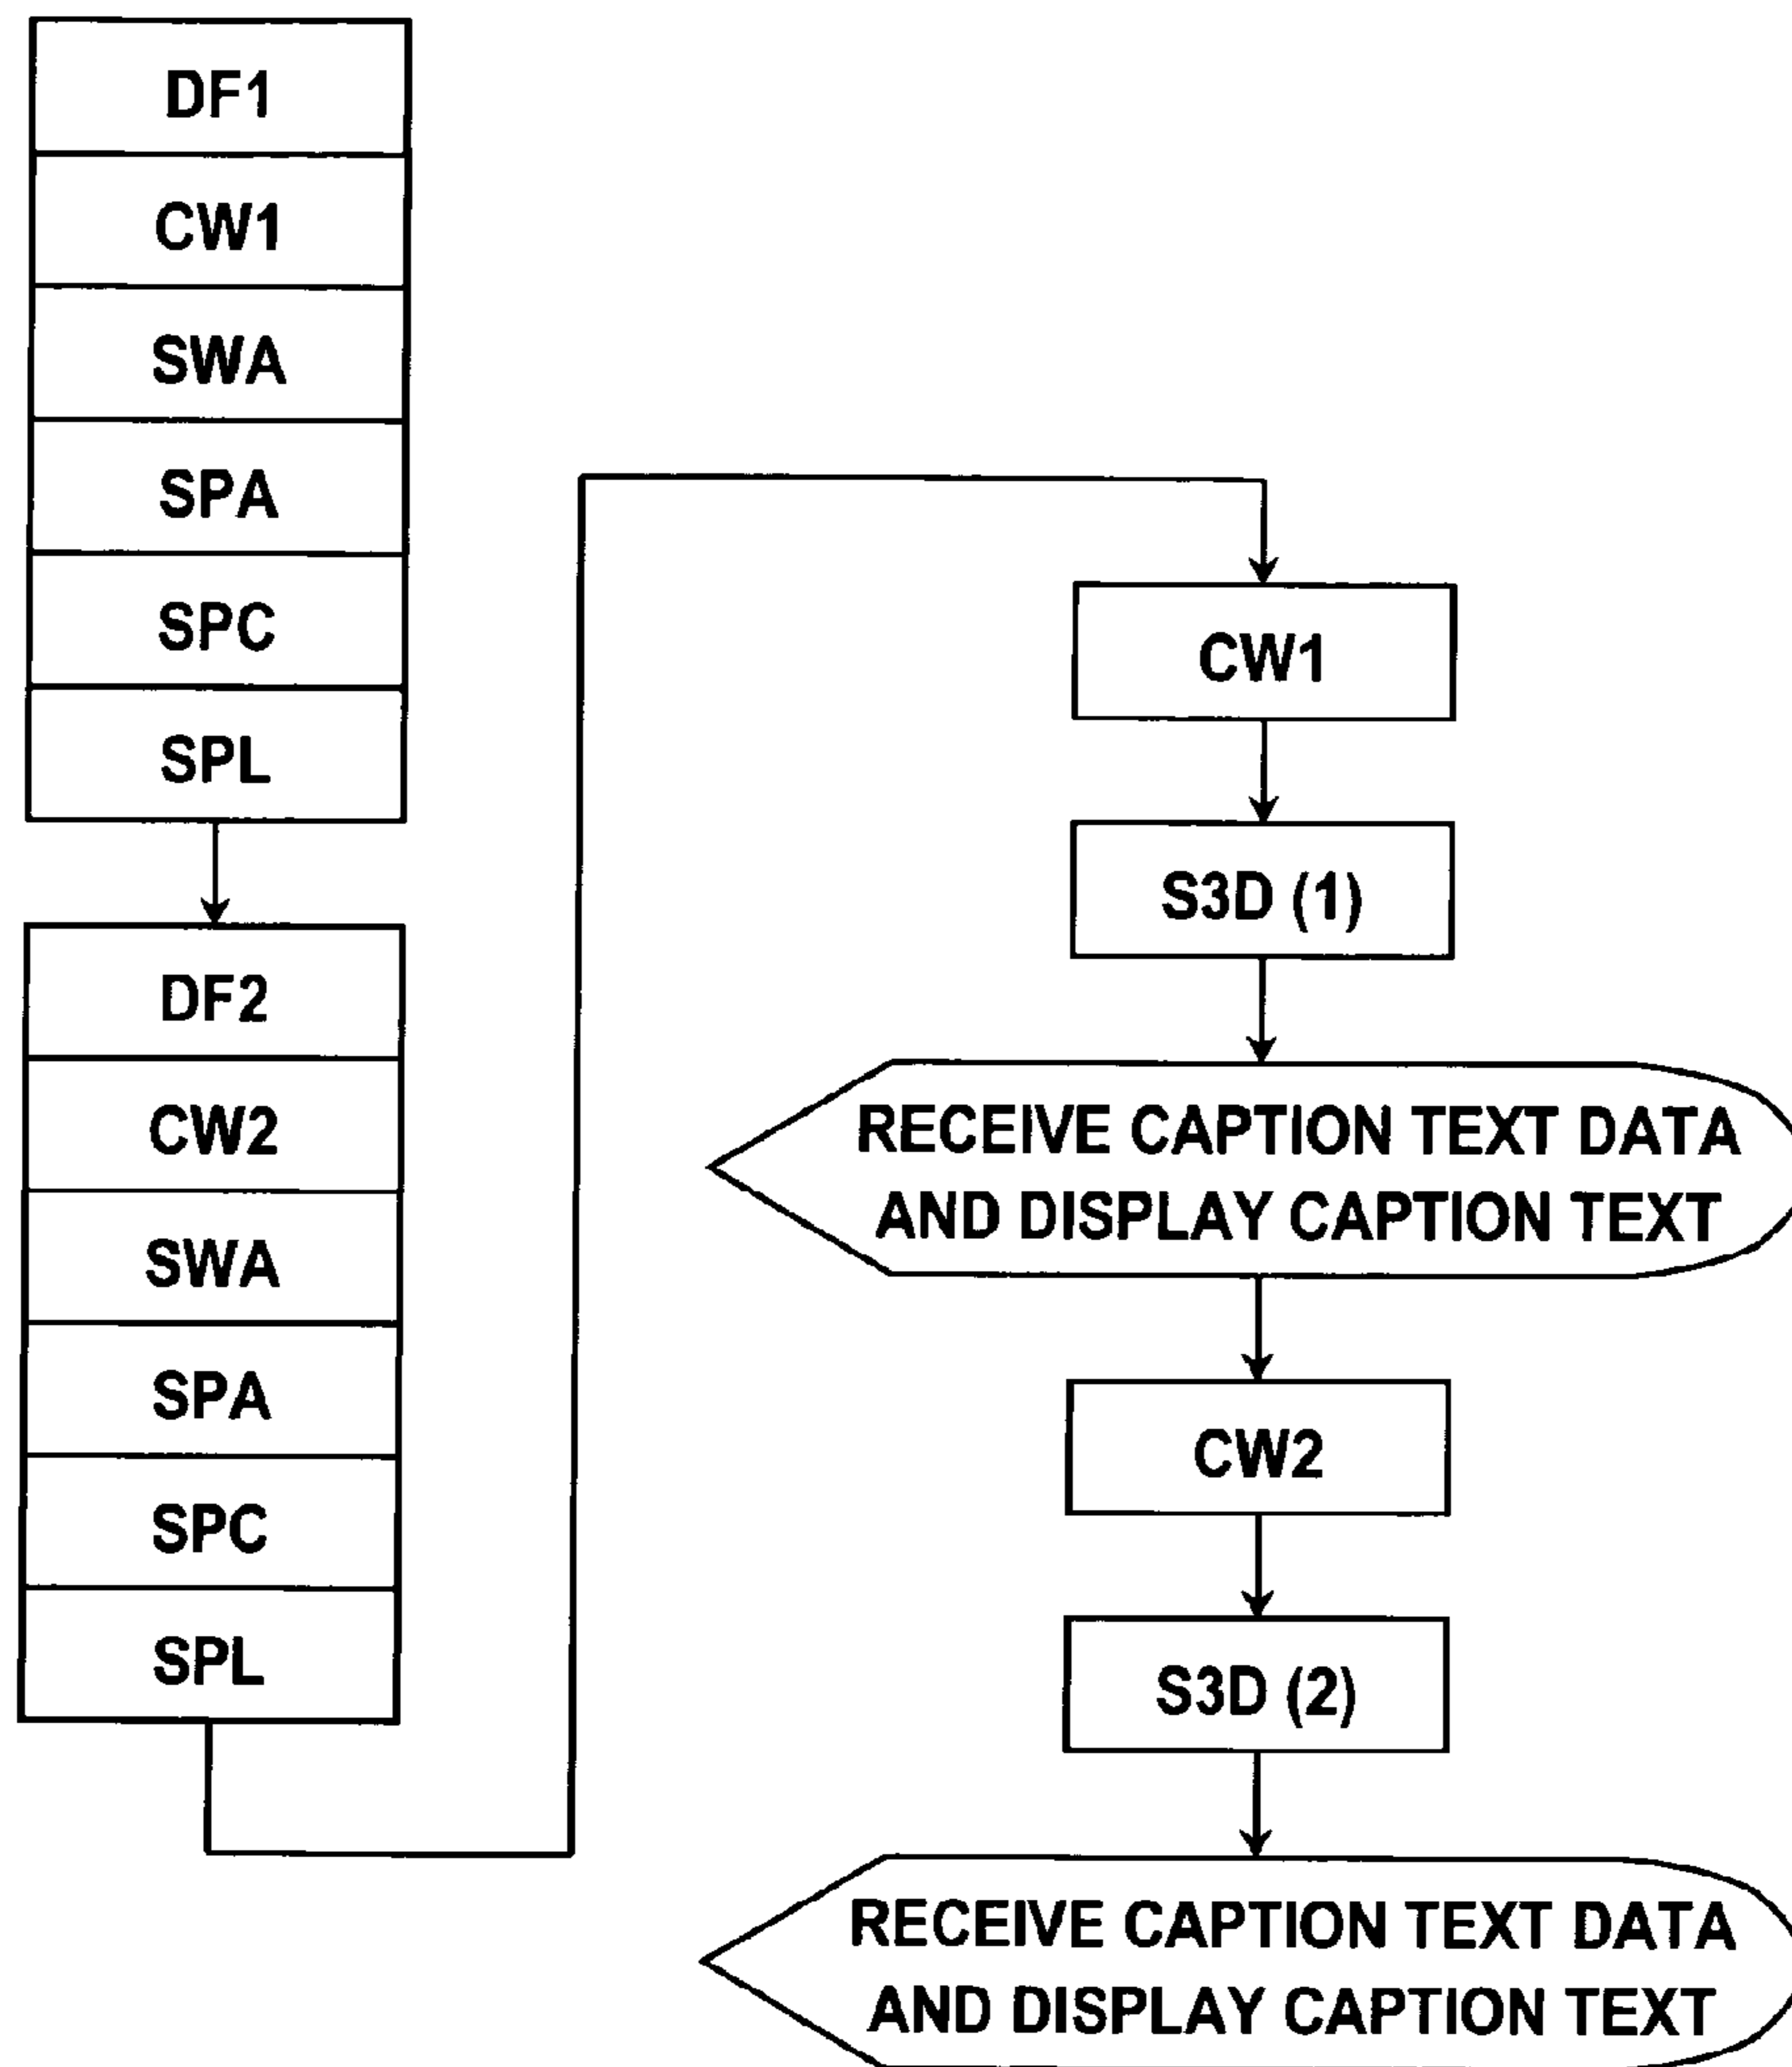 DF1
CW1
SWA
SPA
SPC
SPL
DF2
CW2
SWA
SPA
SPC
SPL
CW1
S3D (1)
RECEIVE CAPTION TEXT DATA
AND DISPLAY CAPTION TEXT
CW2
S3D (2)
RECEIVE CAPTION TEXT DATA
AND DISPLAY CAPTION TEXT